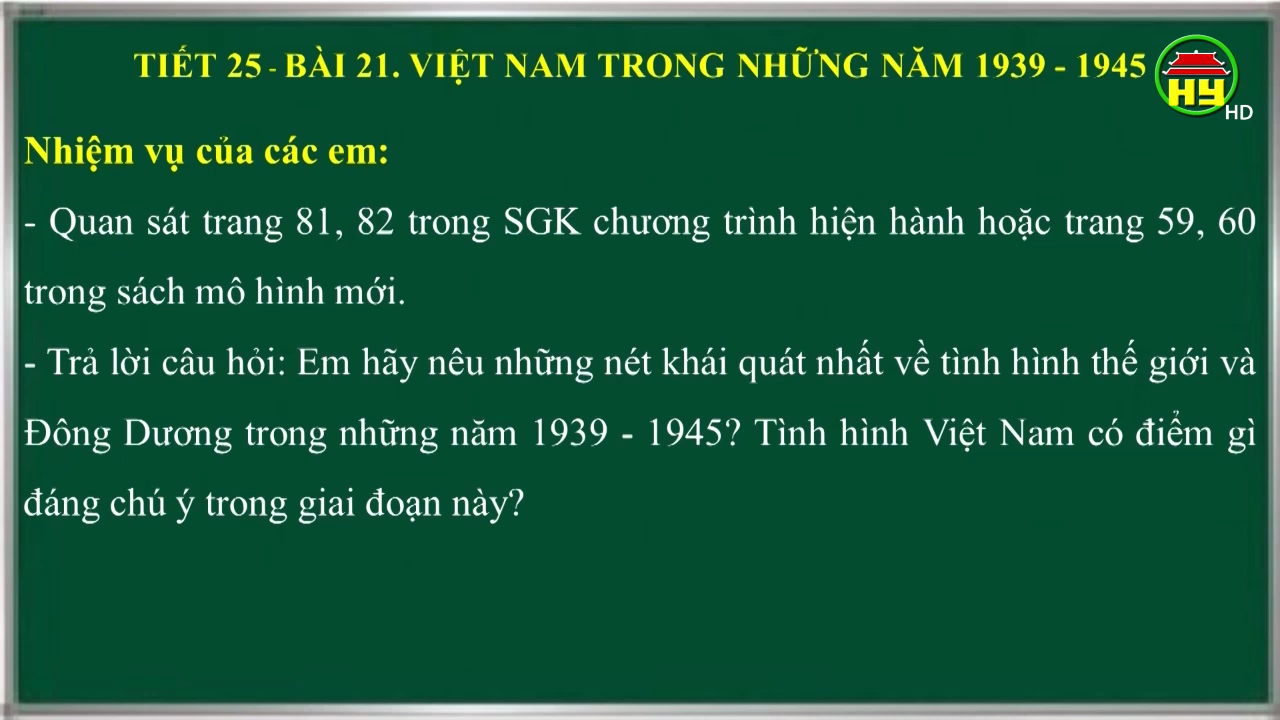 TIẾT 25 - BÀI 21. VIỆT NAM TRONG NHỮNG NĂM 1939 - 1945
HY
HD
Nhiệm vụ của các em:
- Quan sát trang 81, 82 trong SGK chương trình hiện hành hoặc trang 59, 60
trong sách mô hình mới.
- Trả lời câu hỏi: Em hãy nêu những nét khái quát nhất về tình hình thế giới và
Đông Dương trong những năm 1939 - 1945? Tình hình Việt Nam có điểm gì
đáng chú ý trong giai đoạn này?